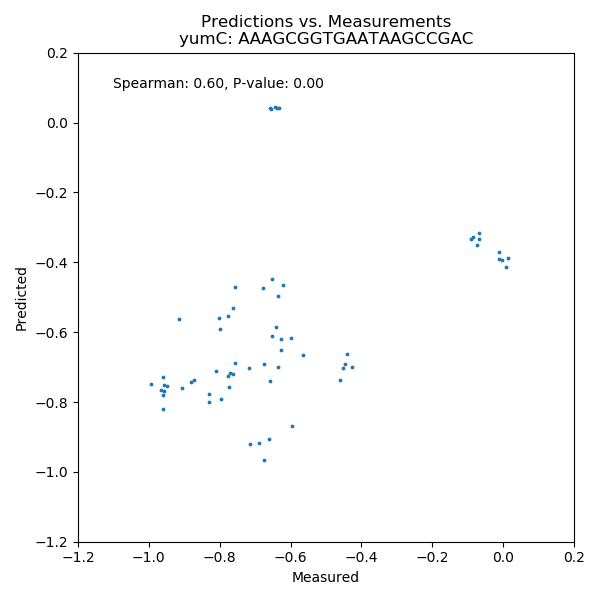 Predictions vs. Measurements
yumC: AAAGCGGTGAATAAGCCGAC
Spearman: 0.60, P-value: 0.00
0.2
0.0
−0.2
−0.4
−0.6
−0.8
−1.0
−1.2
Predicted
−1.2 −1.0 −0.8 −0.6 −0.4 −0.2 0.0 0.2
Measured